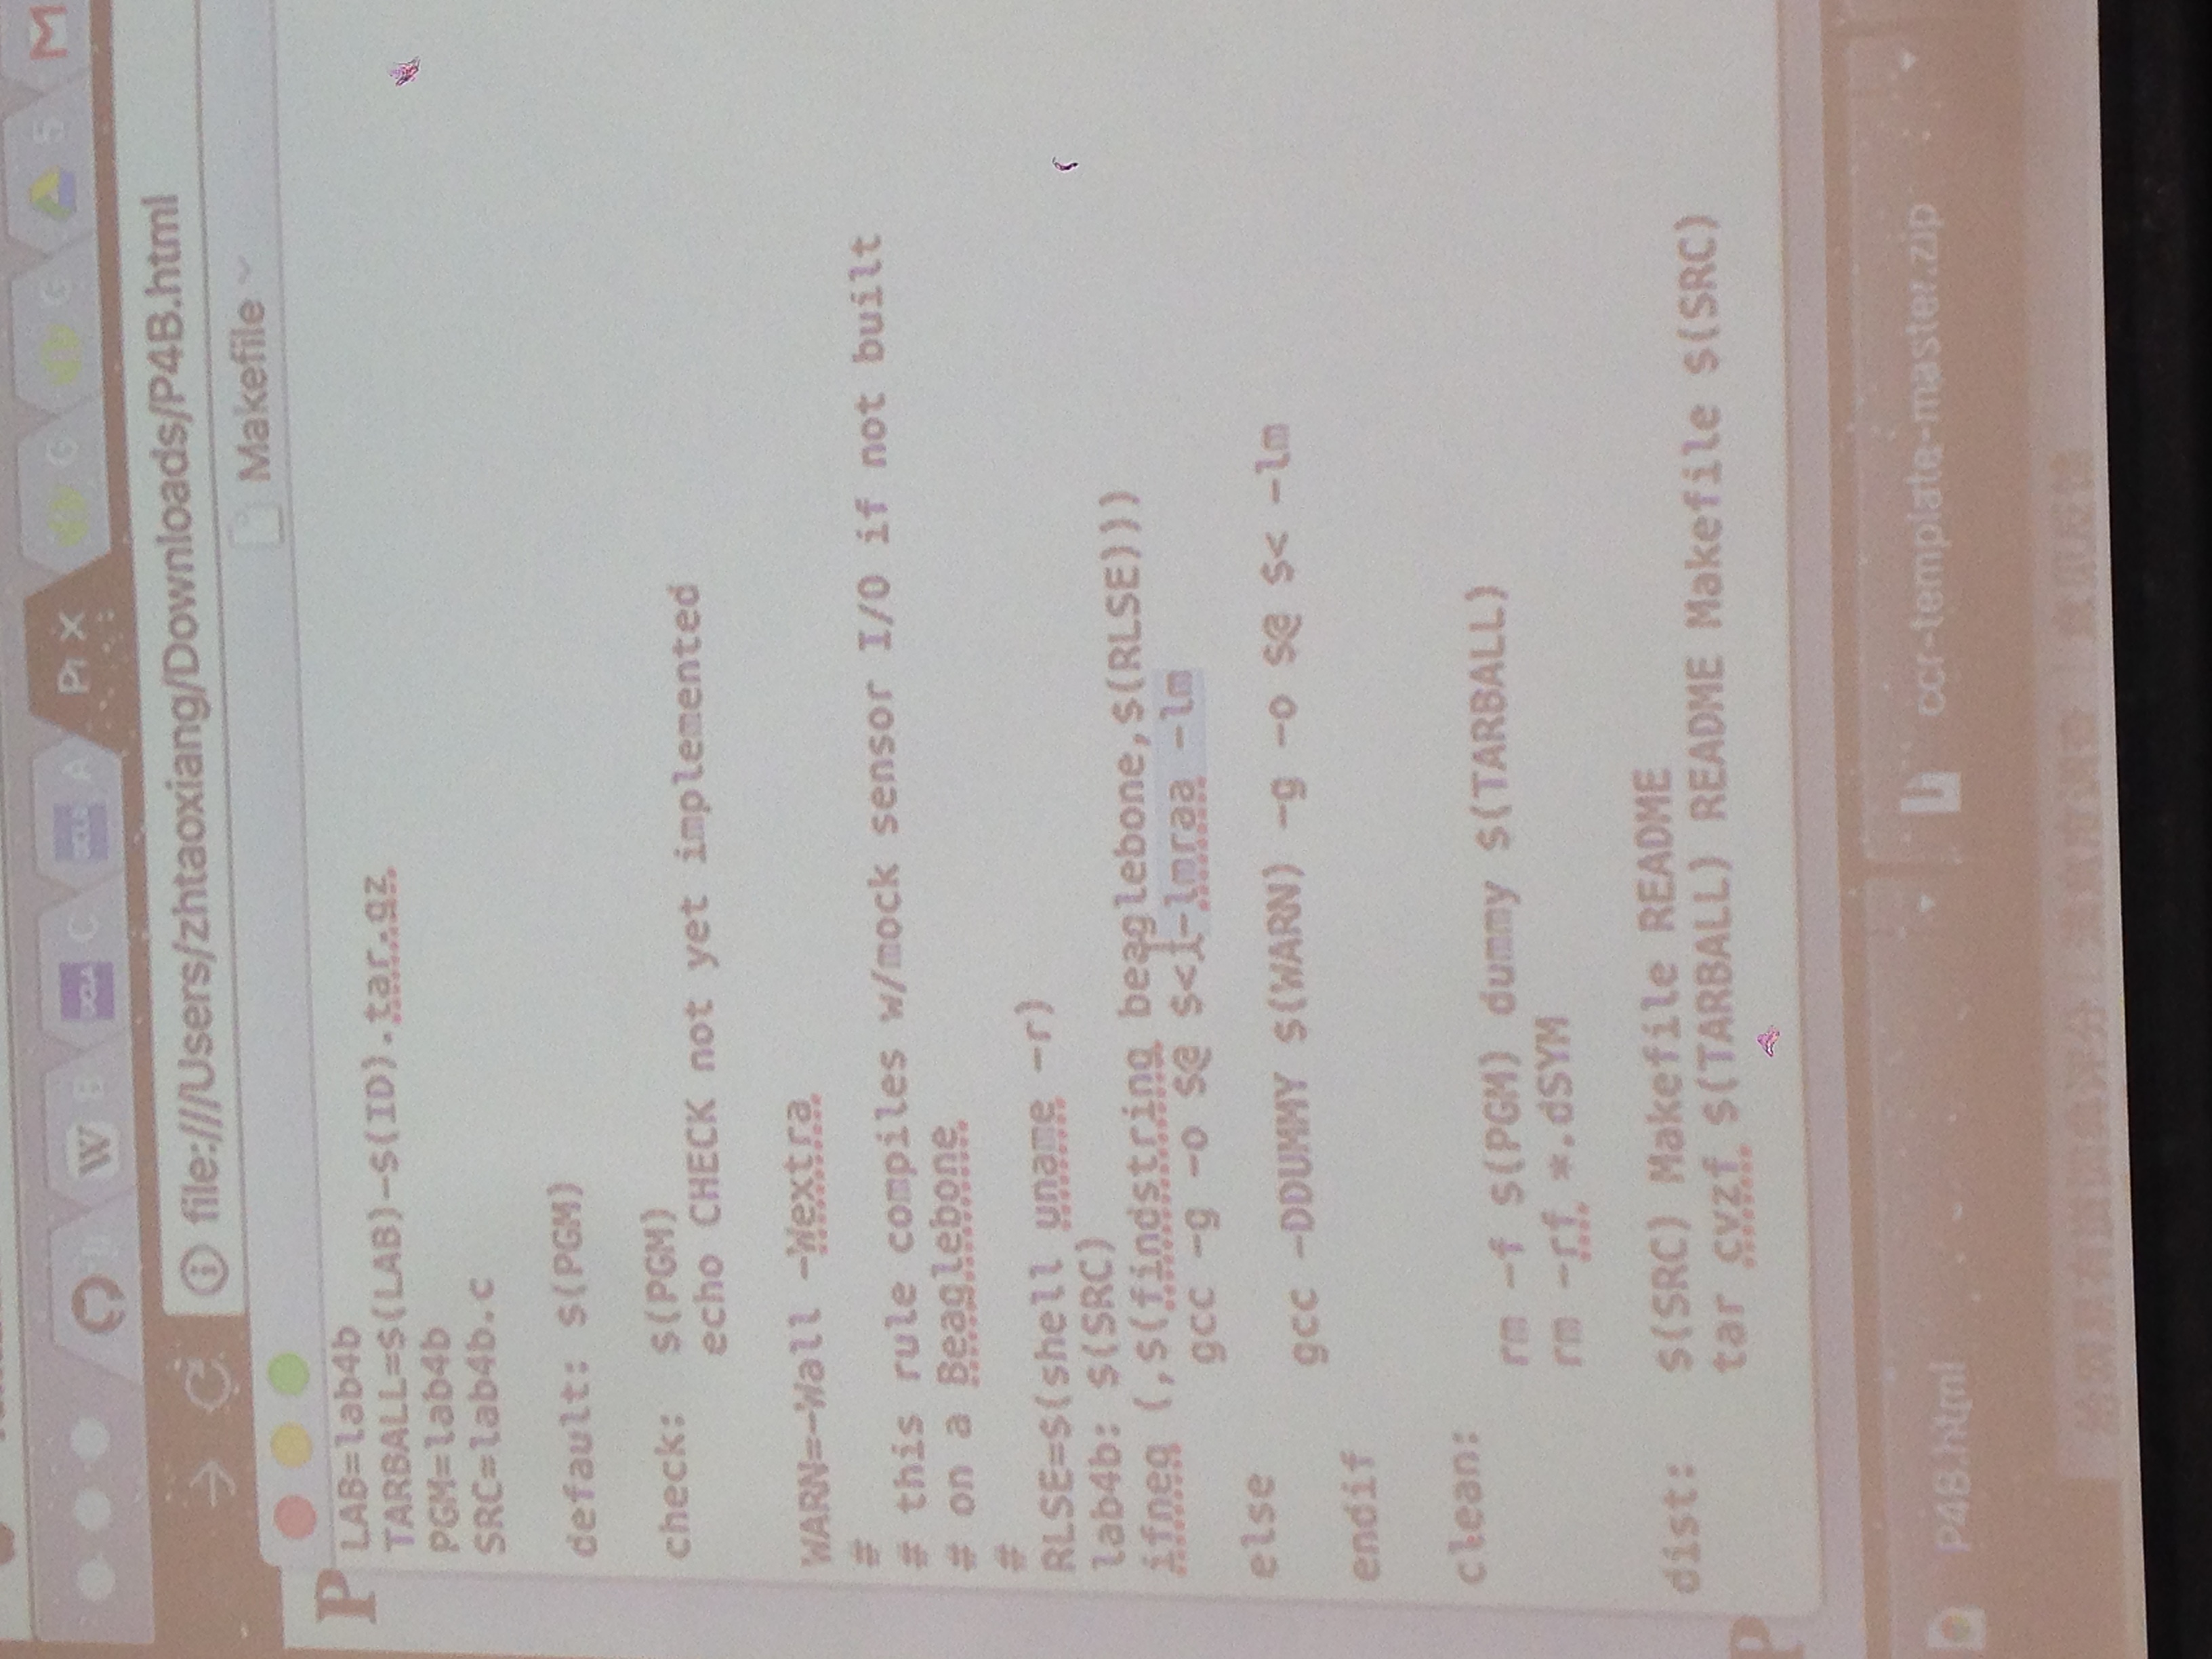 W
UCLA C
UCLA A
Pr ×
G
G
file:///Users/zhtaoxiang/Downloads/P4B.html
Makefile
P
LAB=lab4b
TARBALL=$(LAB)-$(ID).tar.gz
PGM=lab4b
SRC=lab4b.c
default: $(PGM)
check: $(PGM)
echo CHECK not yet implemented
WARN=-Wall -Wextra
#
# this rule compiles w/mock sensor I/O if not built
# on a Beaglebone
#
RLSE=$(shell uname -r)
lab4b: $(SRC)
ifneq (,$(findstring beaglebone,$(RLSE)))
gcc -g -o $@ $< -lmraa -lm
else
gcc -DDUMMY $(WARN) -g -o $@ $< -lm
endif
clean:
rm -f $(PGM) dummy $(TARBALL)
rm -rf *.dSYM
dist: $(SRC) Makefile README
tar cvzf $(TARBALL) README Makefile $(SRC)
P
P4B.html
ccr-template-master.zip